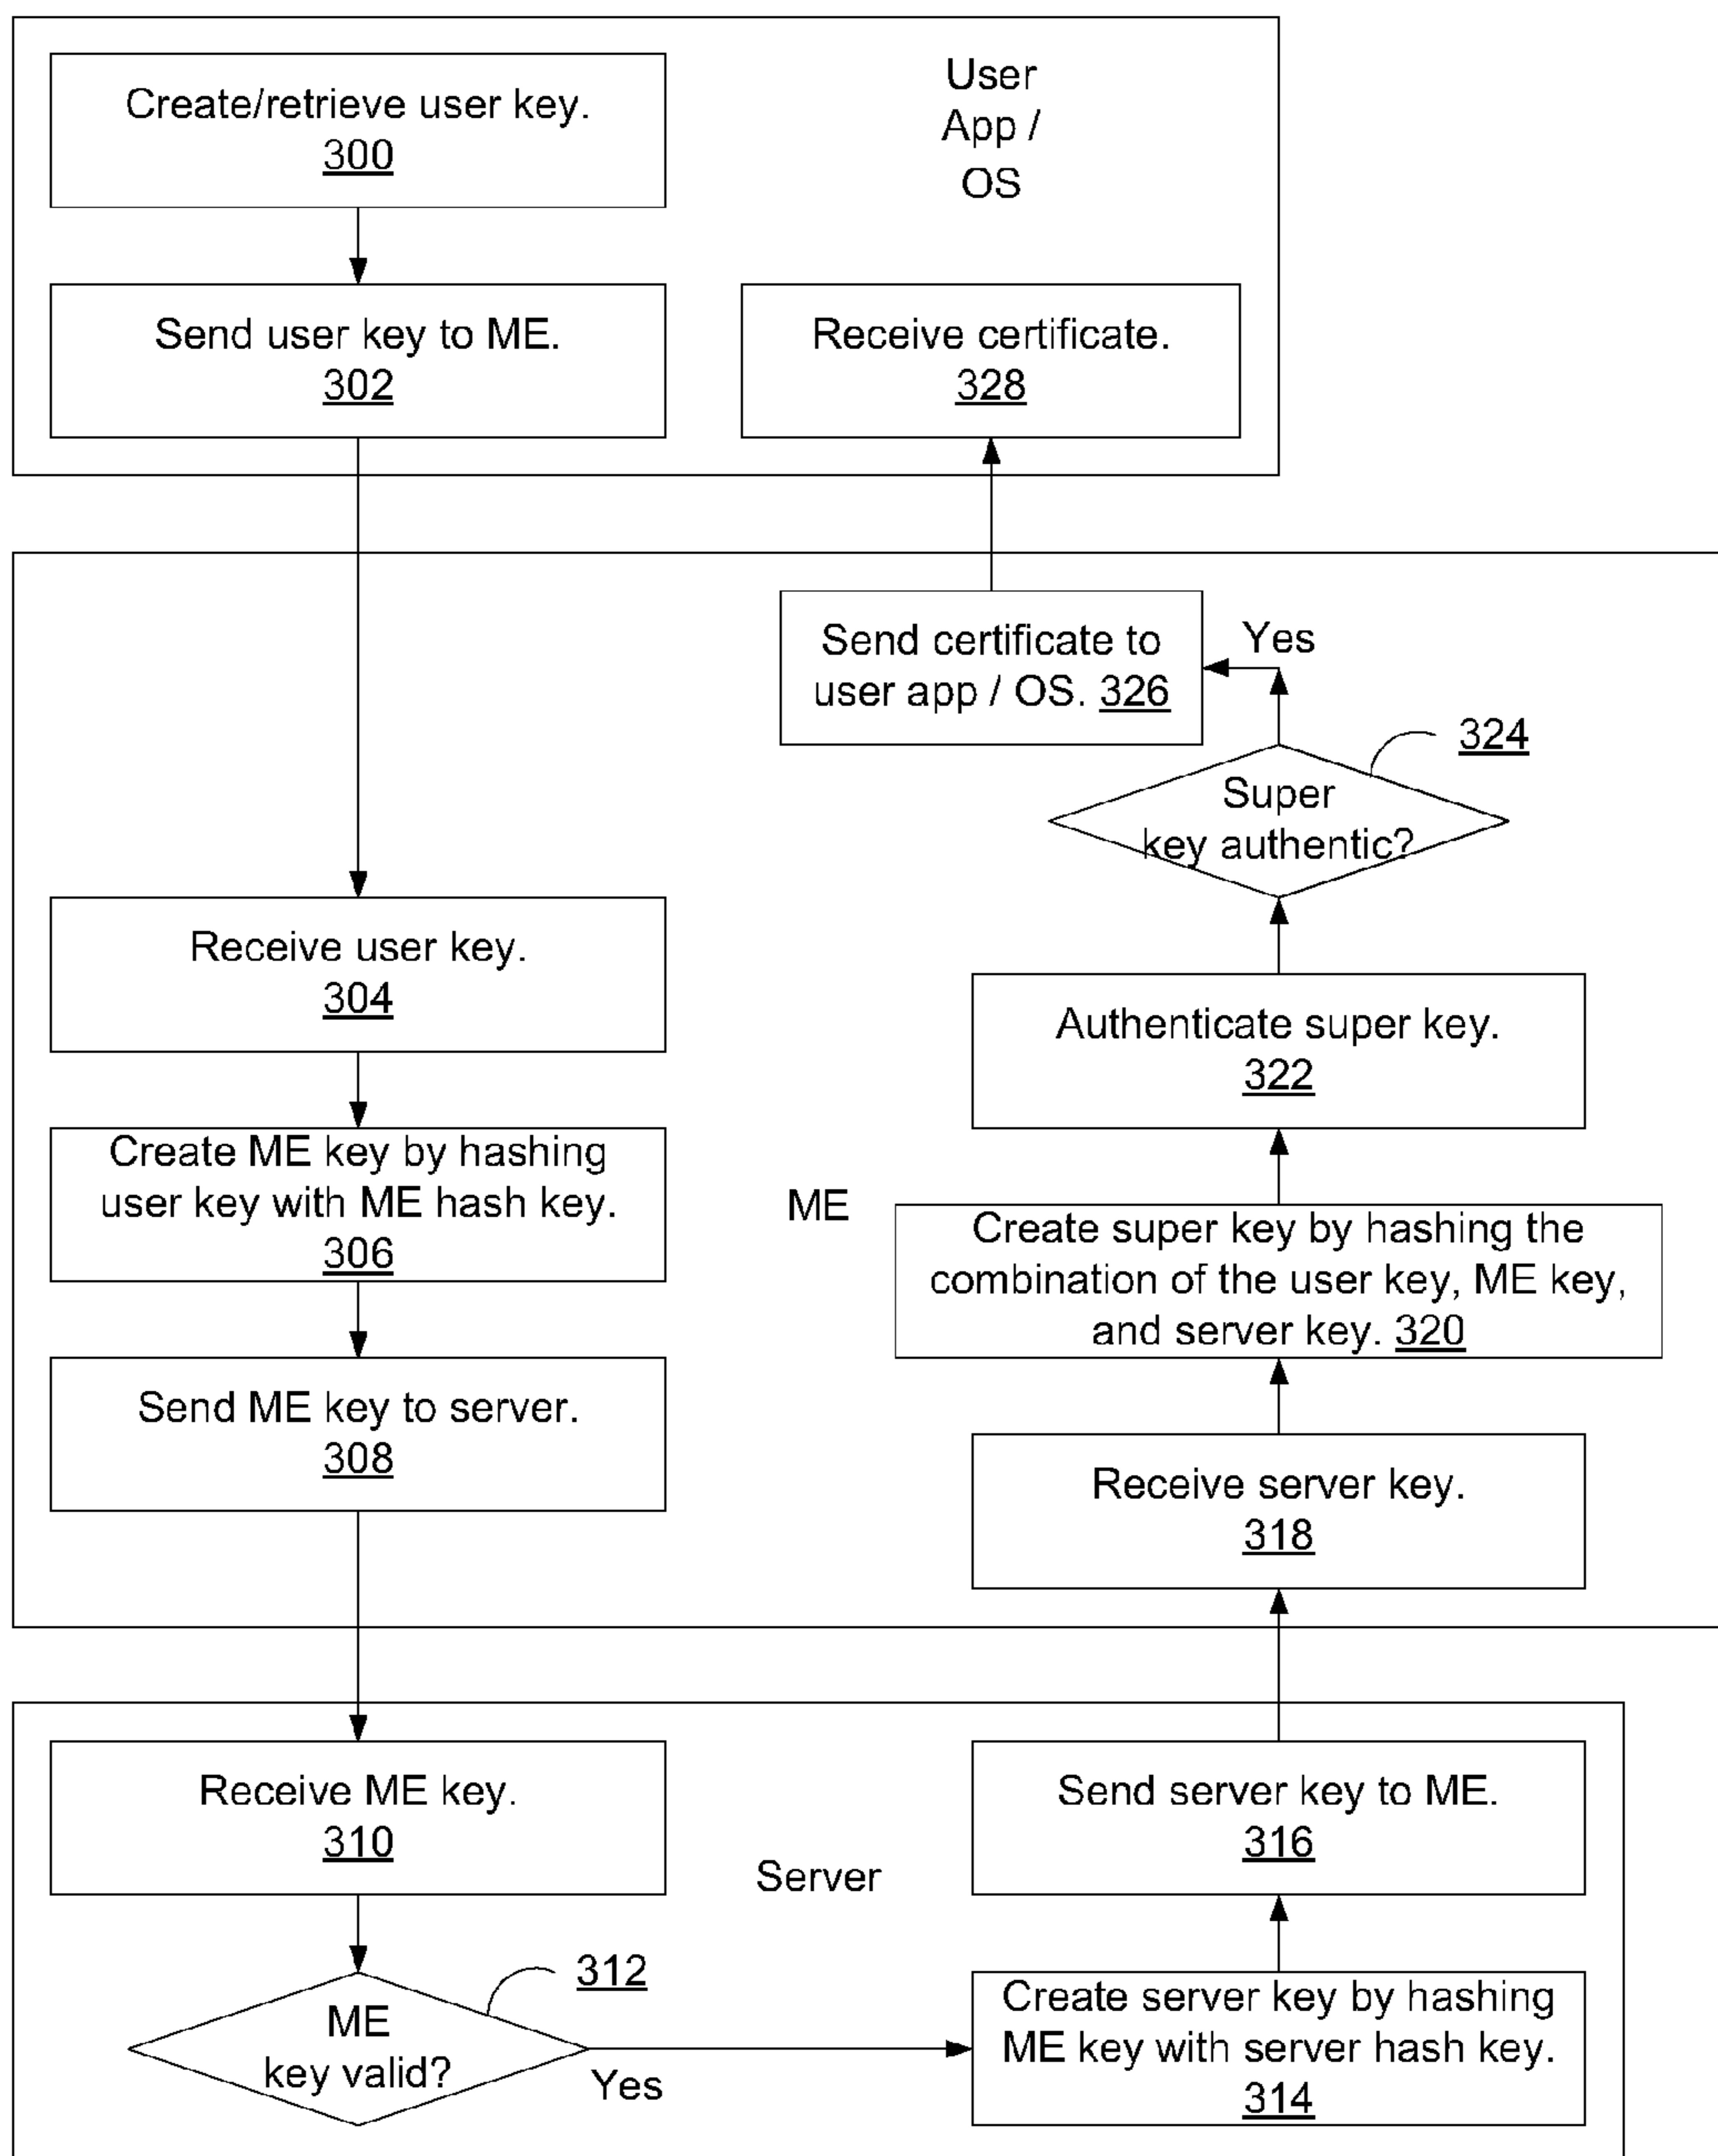 Create/retrieve user key.
300
User
App /
OS
Send user key to ME.
302
Receive certificate.
328
Send certificate to
user app / OS. 326
Yes
324
Super
key authentic?
Receive user key.
304
Authenticate super key.
322
Create ME key by hashing
user key with ME hash key.
306
ME
Create super key by hashing the
combination of the user key, ME key,
and server key. 320
Send ME key to server.
308
Receive server key.
318
Receive ME key.
310
Server
Send server key to ME.
316
312
ME
key valid?
Yes
Create server key by hashing
ME key with server hash key.
314